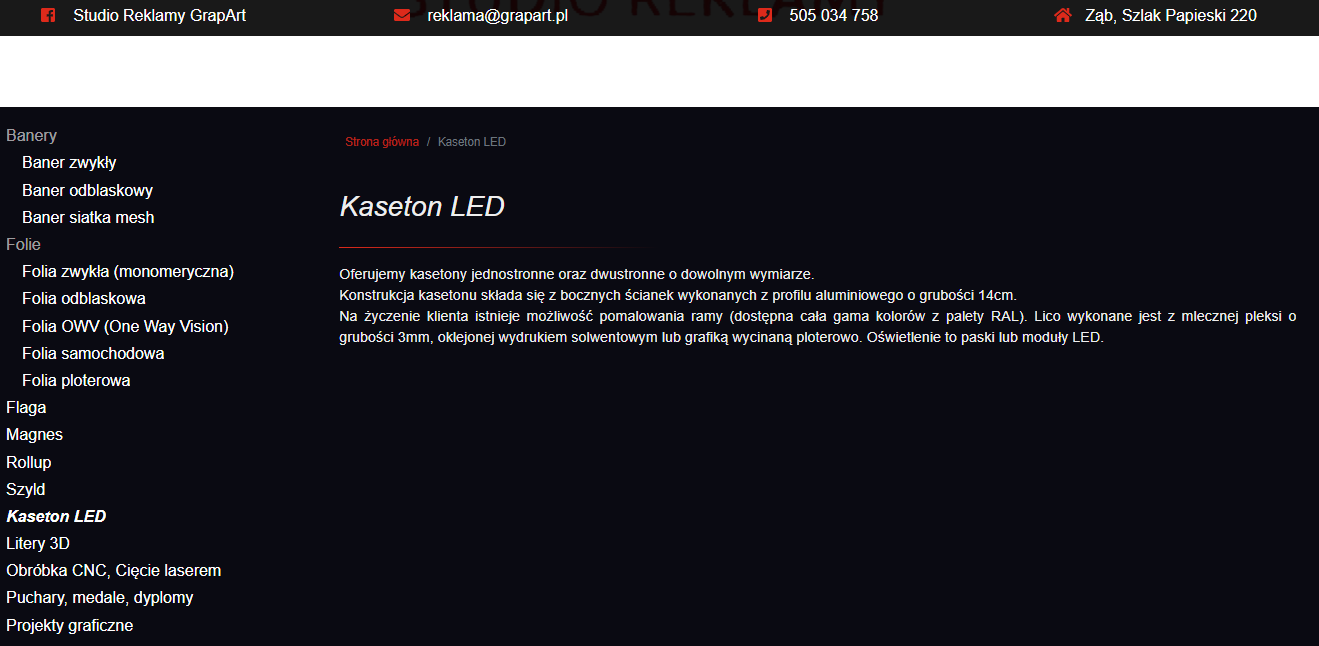 STUDIO REKLAMY
Studio Reklamy GrapArt
reklama@grapart.pl
505 034 758
Ząb, Szlak Papieski 220
Banery
Baner zwykły
Baner odblaskowy
Baner siatka mesh
Folie
Folia zwykła (monomeryczna)
Folia odblaskowa
Folia OWV (One Way Vision)
Folia samochodowa
Folia ploterowa
Flaga
Magnes
Rollup
Szyld
Kaseton LED
Litery 3D
Obróbka CNC, Cięcie laserem
Puchary, medale, dyplomy
Projekty graficzne
Strona główna / Kaseton LED
Kaseton LED
Oferujemy kasetony jednostronne oraz dwustronne o dowolnym wymiarze.
Konstrukcja kasetonu składa się z bocznych ścianek wykonanych z profilu aluminiowego o grubości 14cm.
Na życzenie klienta istnieje możliwość pomalowania ramy (dostępna cała gama kolorów z palety RAL). Lico wykonane jest z mlecznej pleksi o
grubości 3mm, oklejonej wydrukiem solwentowym lub grafiką wycinaną ploterowo. Oświetlenie to paski lub moduły LED.